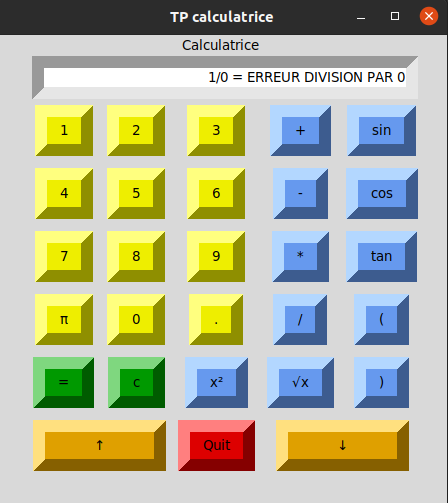 TP calculatrice
Calculatrice
1/0 = ERREUR DIVISION PAR 0
1 2 3 + sin
4 5 6 - cos
7 8 9 * tan
π 0 . / (
= c x² √x )
↑ Quit ↓